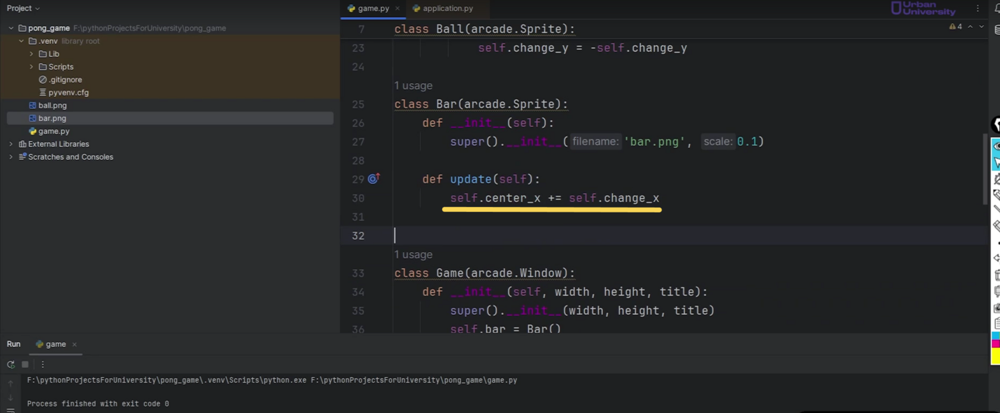 Project
game.py
application.py
Urban
University
pong_game F:\pythonProjectsForUniversity\pong_game
.venv library root
Lib
Scripts
.gitignore
pyvenv.cfg
ball.png
bar.png
game.py
External Libraries
Scratches and Consoles
4
7 class Ball(arcade.Sprite):
23 self.change_y = -self.change_y
24
1 usage
25 class Bar(arcade.Sprite):
26 def __init__(self):
27 super().__init__( filename: 'bar.png', scale: 0.1)
28
29 def update(self):
30 self.center_x += self.change_x
31
32
1 usage
33 class Game(arcade.Window):
34 def __init__(self, width, height, title):
35 super().__init__(width, height, title)
36 self.bar = Bar()
Run game
F:\pythonProjectsForUniversity\pong_game\.venv\Scripts\python.exe F:\pythonProjectsForUniversity\pong_game\game.py
Process finished with exit code 0